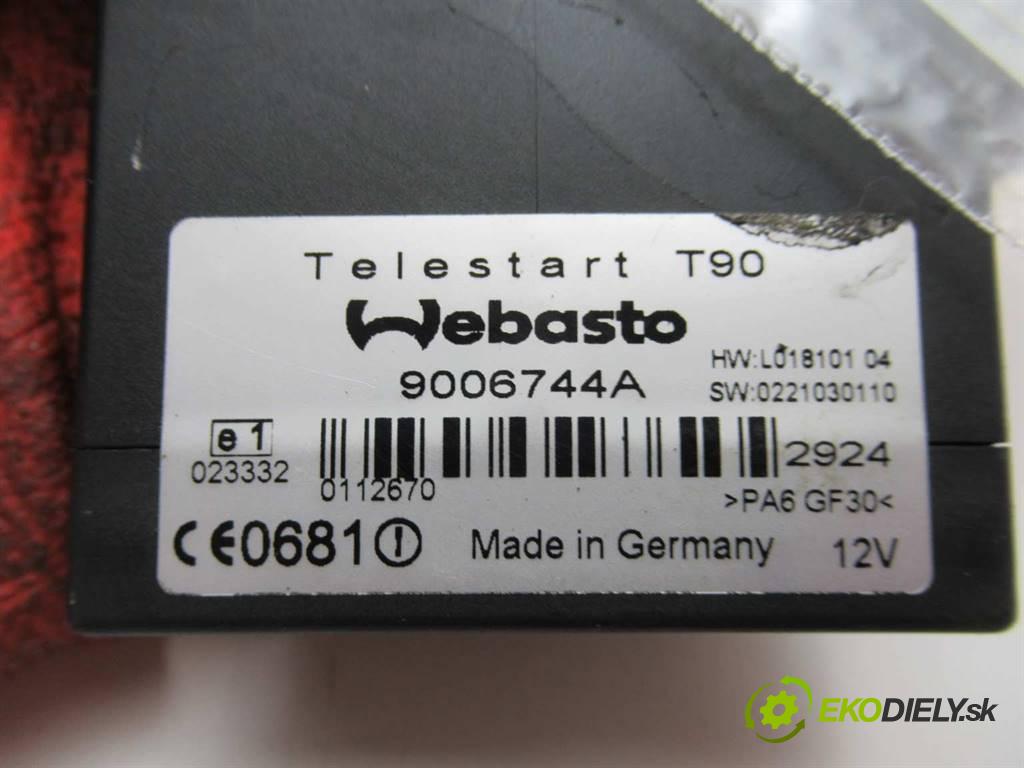 Telestart T90
Webasto
9006744A
HW:L018101 04
SW:0221030110
e1
023332
0112670
2924
>PA6 GF30<
CE0681
Made in Germany
12V
EKODIELY.sk